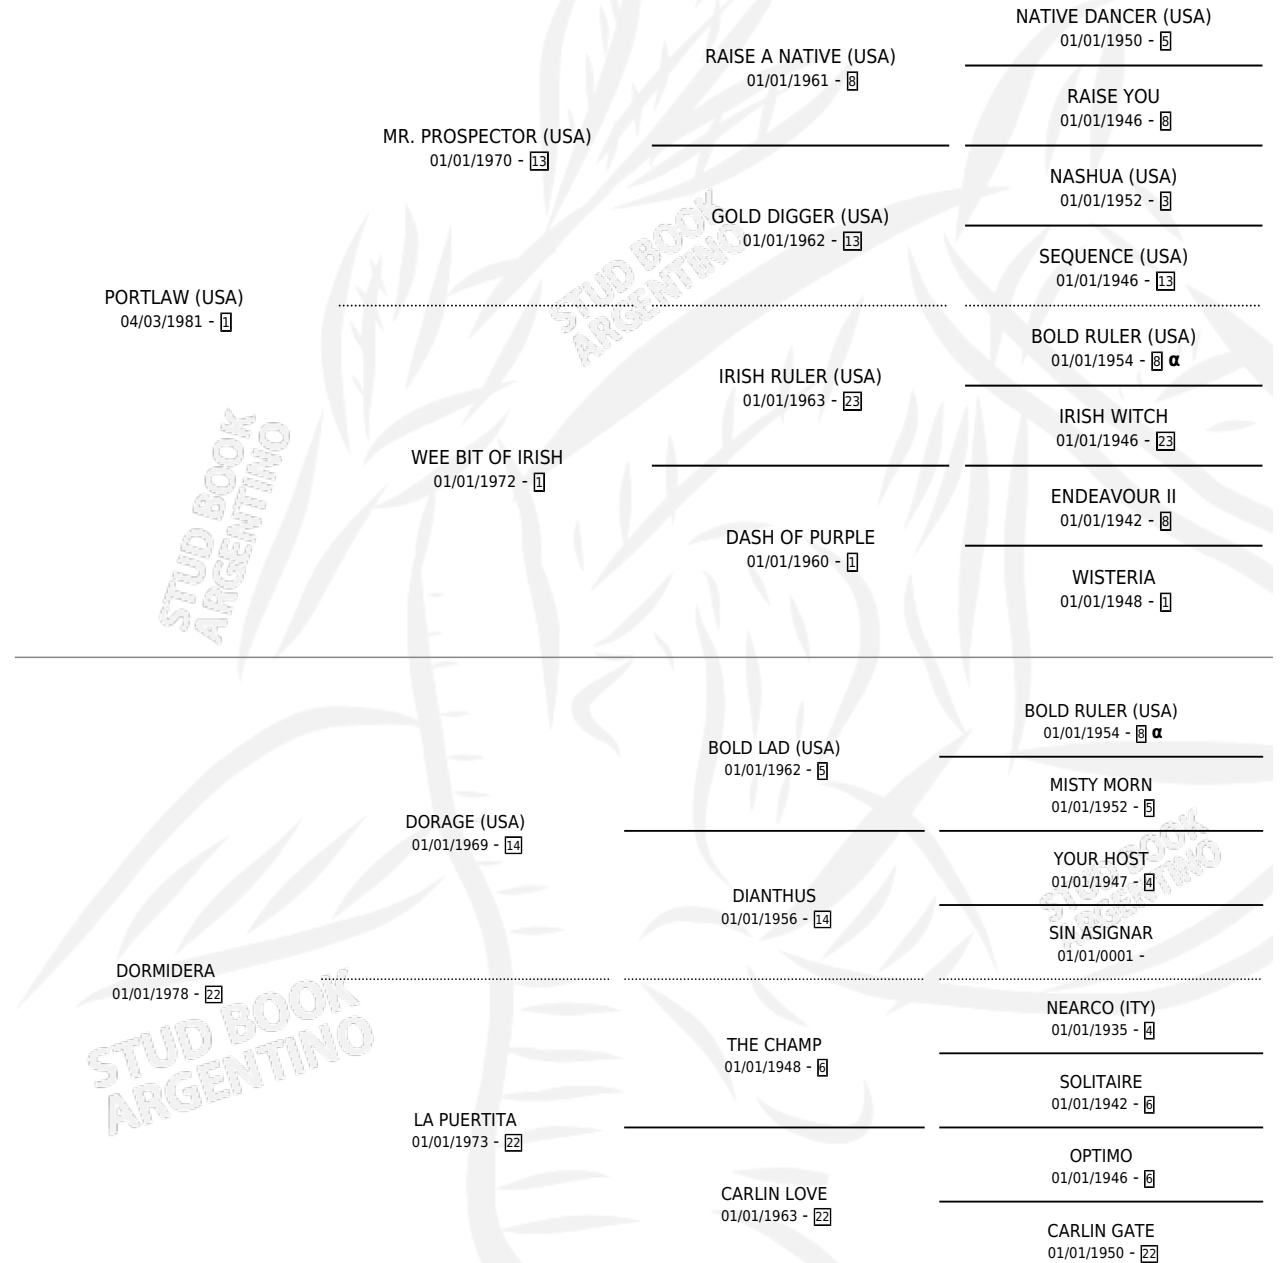 NATIVE DANCER (USA)
01/01/1950 - 5
RAISE A NATIVE (USA)
01/01/1961 - 8
RAISE YOU
01/01/1946 - 8
MR. PROSPECTOR (USA)
01/01/1970 - 13
NASHUA (USA)
01/01/1952 - 3
GOLD DIGGER (USA)
01/01/1962 - 13
SEQUENCE (USA)
01/01/1946 - 13
PORTLAW (USA)
04/03/1981 - 1
BOLD RULER (USA)
01/01/1954 - 8 α
IRISH RULER (USA)
01/01/1963 - 23
IRISH WITCH
01/01/1946 - 23
WEE BIT OF IRISH
01/01/1972 - 1
ENDEAVOUR II
01/01/1942 - 8
DASH OF PURPLE
01/01/1960 - 1
WISTERIA
01/01/1948 - 1
BOLD RULER (USA)
01/01/1954 - 8 α
BOLD LAD (USA)
01/01/1962 - 5
MISTY MORN
01/01/1952 - 5
DORAGE (USA)
01/01/1969 - 14
YOUR HOST
01/01/1947 - 4
DIANTHUS
01/01/1956 - 14
SIN ASIGNAR
01/01/0001 -
DORMIDERA
01/01/1978 - 22
NEARCO (ITY)
01/01/1935 - 4
THE CHAMP
01/01/1948 - 6
SOLITAIRE
01/01/1942 - 6
LA PUERTITA
01/01/1973 - 22
OPTIMO
01/01/1946 - 6
CARLIN LOVE
01/01/1963 - 22
CARLIN GATE
01/01/1950 - 22
STUD BOOK
ARGENTINO
STUD BOOK
ARGENTINO
STUD BOOK
ARGENTINO
STUD BOOK
ARGENTINO